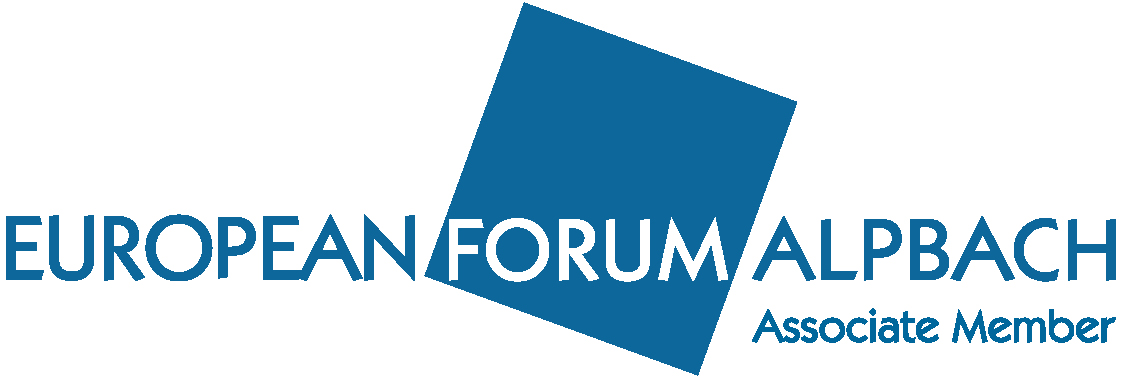 EUROPEAN FORUM ALPBACH
Associate Member